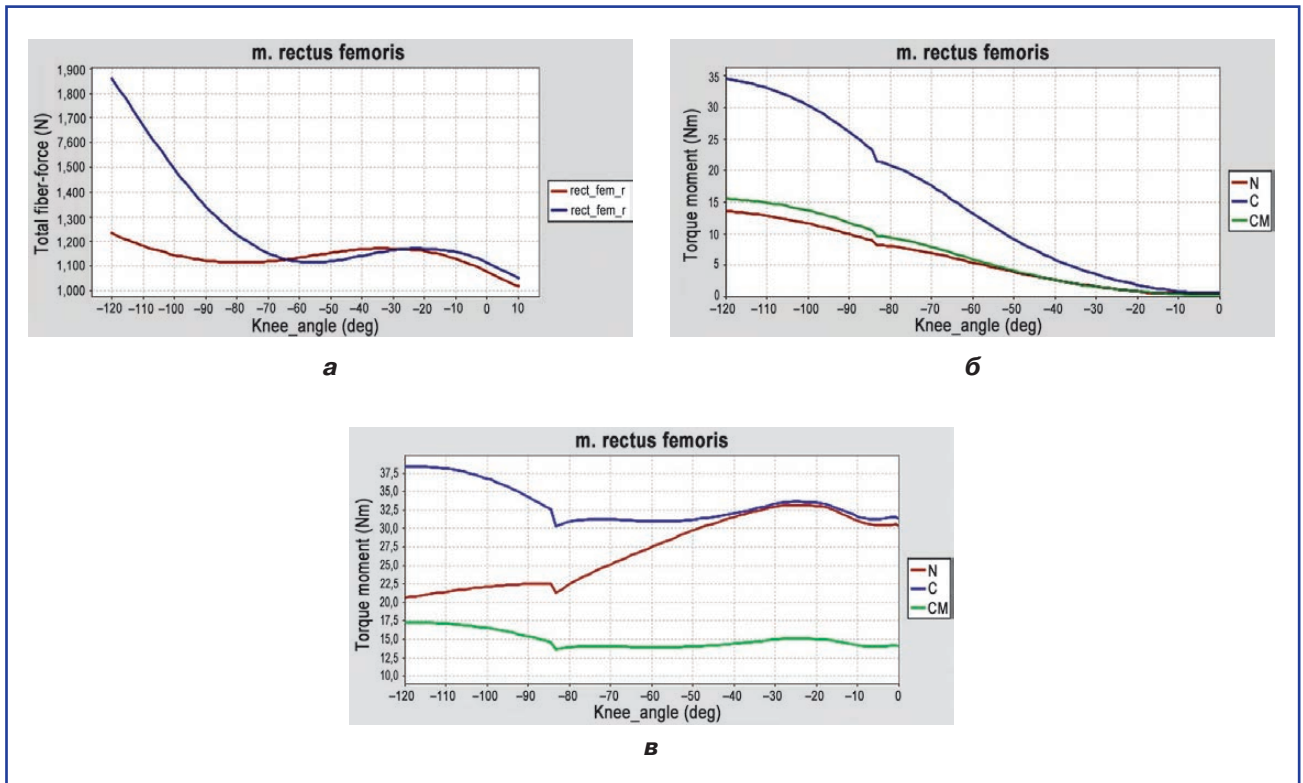 m. rectus femoris
Total fiber-force (N)
1,900
1,800
1,700
7,600
1,500
1,400
1,300
1,200
1,100
1,000
−120 −110 −100 −90 −80 −70 −60 −50 −40 −30 −20 −10 0 10
Knee_angle (deg)
rect_fem_r
rect_fem_r
а
m. rectus femoris
Torque moment (Nm)
35
30
25
20
15
10
5
0
−120 −110 −100 −90 −80 −70 −60 −50 −40 −30 −20 −10 0
Knee_angle (deg)
N
C
CM
б
m. rectus femoris
Torque moment (Nm)
37,5
35,0
32,5
30,0
27,5
25,0
22,5
20,0
17,5
15,0
12,5
10,0
−120 −110 −100 −90 −80 −70 −60 −50 −40 −30 −20 −10 0
Knee_angle (deg)
N
C
CM
в